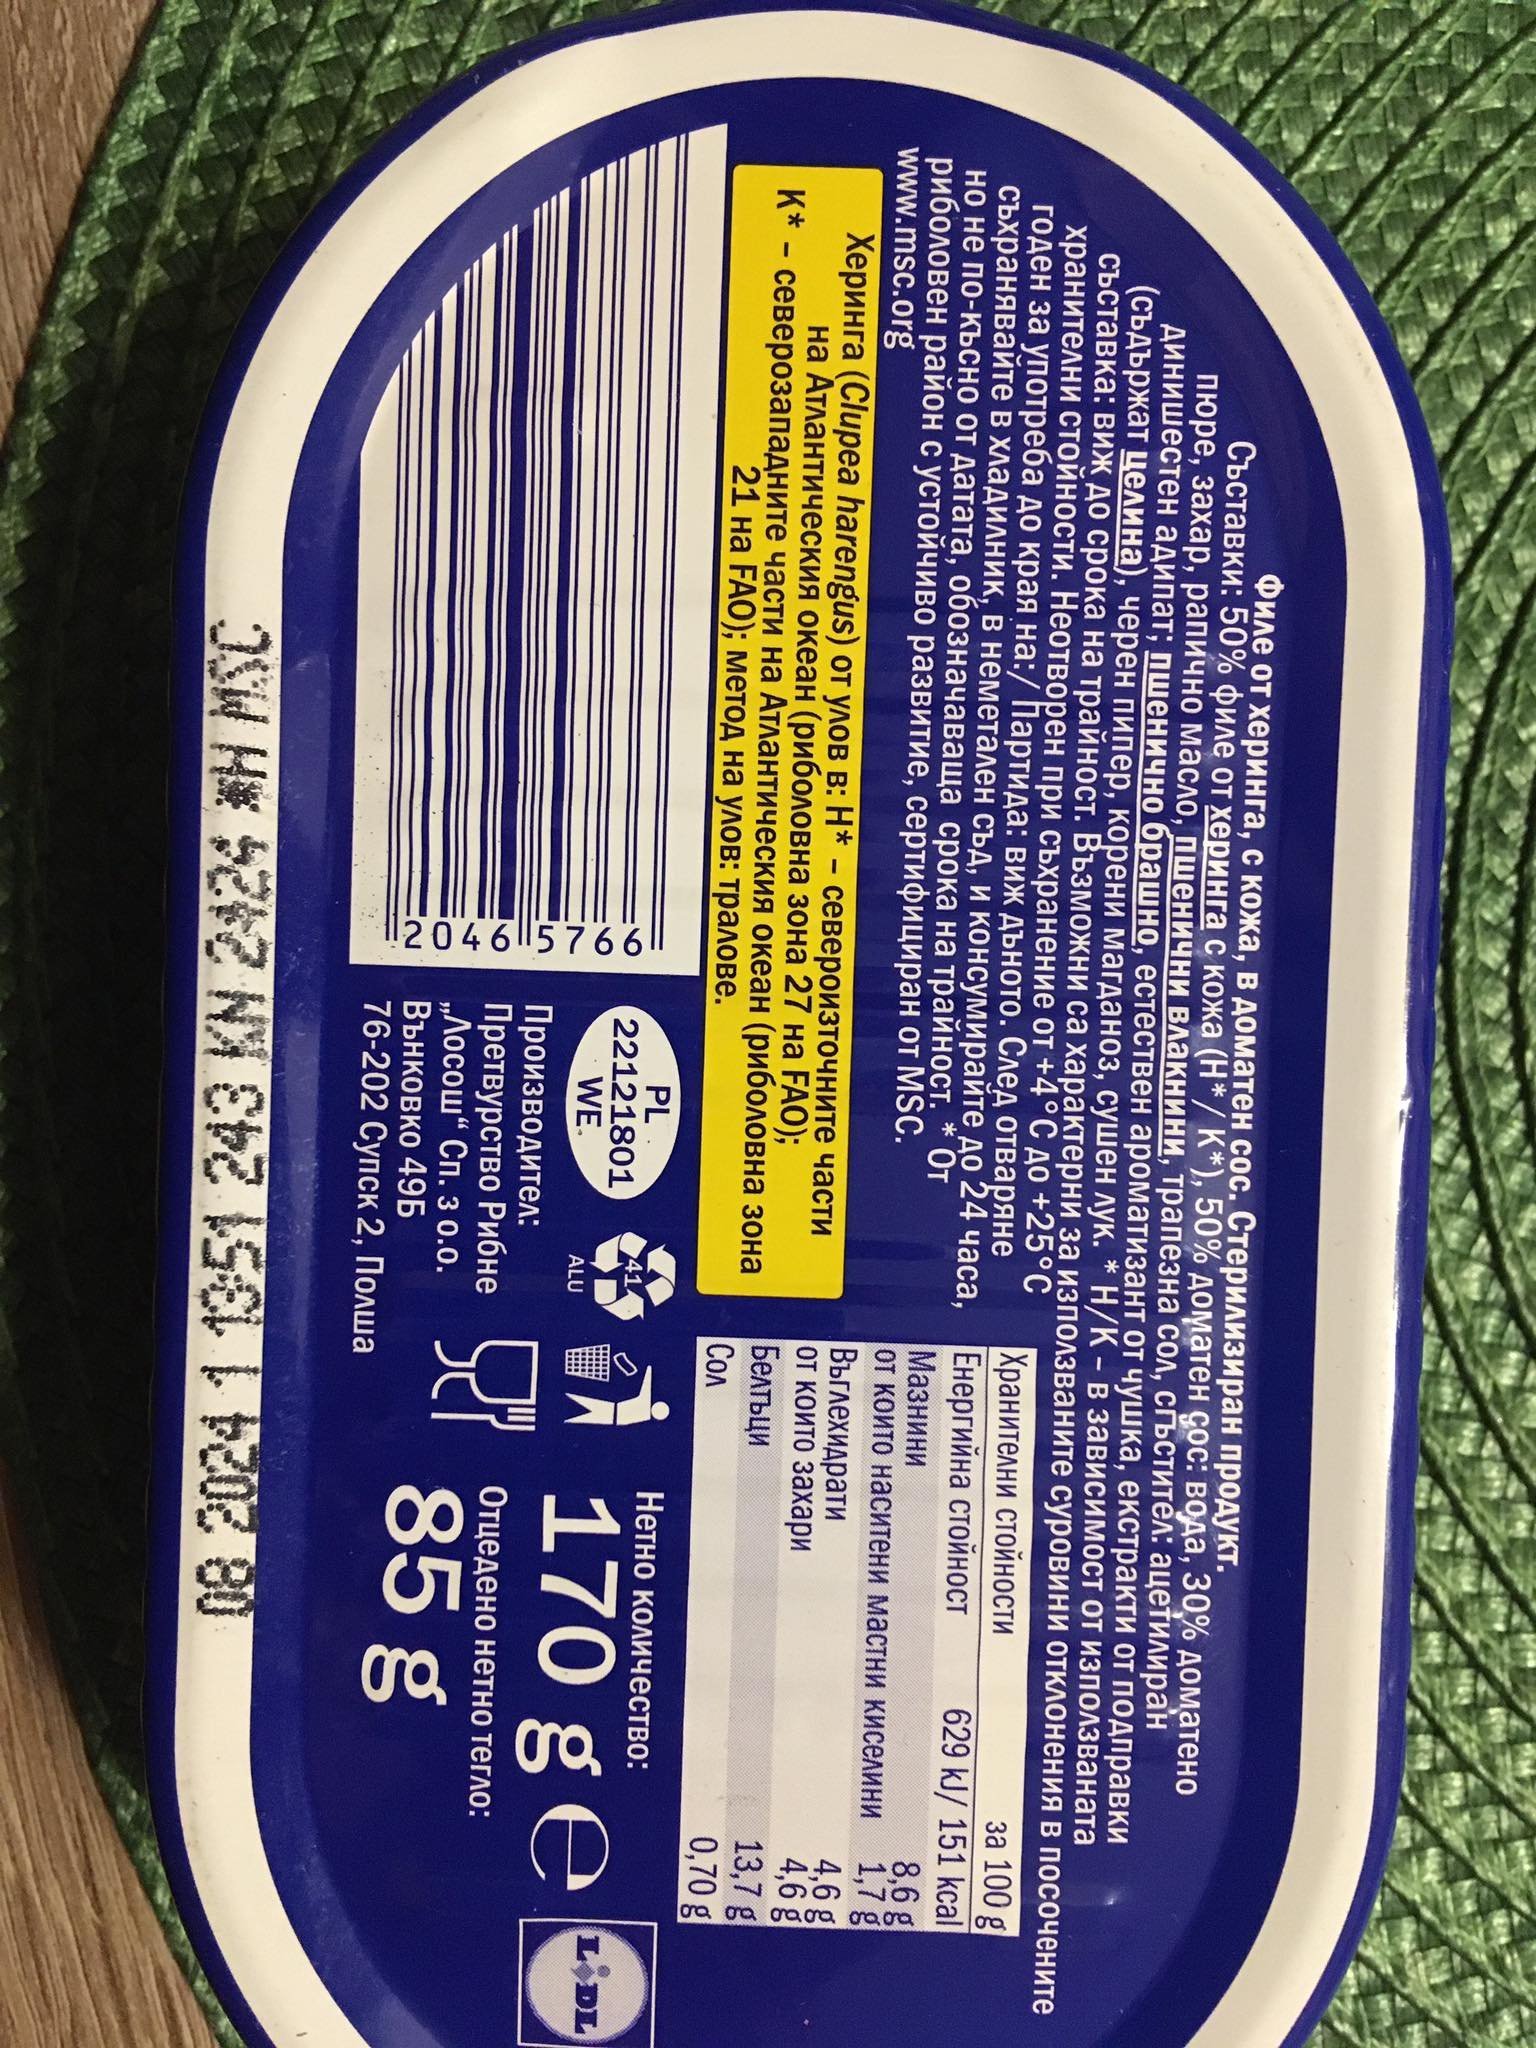 Филе от херинга, с кожа, в доматен сос. Стерилизиран продукт.
Съставки: 50% филе от херинга с кожа (Н* / К*), 50% доматен сос: вода, 30% доматено
пюре, захар, рапично масло, пшенични влакнини, трапезна сол, сгъстител: ацетилиран
динишестен адипат; пшенично брашно, естествен ароматизант от чушка, екстракти от подправки
(съдържат целина), черен пипер, корени магданоз, сушен лук. * Н/К – в зависимост от използваната
съставка: виж до срока на трайност. Възможни са характерни за използваните суровини отклонения в посочените
хранителни стойности. Неотворен при съхранение от +4°C до +25°C
годен за употреба до края на:/ Партида: виж дъното. След отваряне
съхранявайте в хладилник, в неметален съд, и консумирайте до 24 часа,
но не по-късно от датата, обозначаваща срока на трайност. *От
риболовен район с устойчиво развитие, сертифициран от MSC.
www.msc.org
Херинга (Clupea harengus) от улов в: Н* – североизточните части
на Атлантическия океан (риболовна зона 27 на FAO);
К* – северозападните части на Атлантическия океан (риболовна зона
21 на FAO); метод на улов: тралове.
Хранителни стойности за 100 g
Енергийна стойност 629 kJ/ 151 kcal
Мазнини 8,6 g
от които наситени мастни киселини 1,7 g
Въглехидрати 4,6 g
от които захари 4,6 g
Белтъци 13,7 g
Сол 0,70 g
2046 5766
PL
22121801
WE
41
ALU
Производител:
Претвурство Рибне
„Лосош“ Сп. з о.о.
Вънковко 49Б
76-202 Супск 2, Полша
Нетно количество:
170 g e
Отцедено нетно тегло:
85 g
LIDL